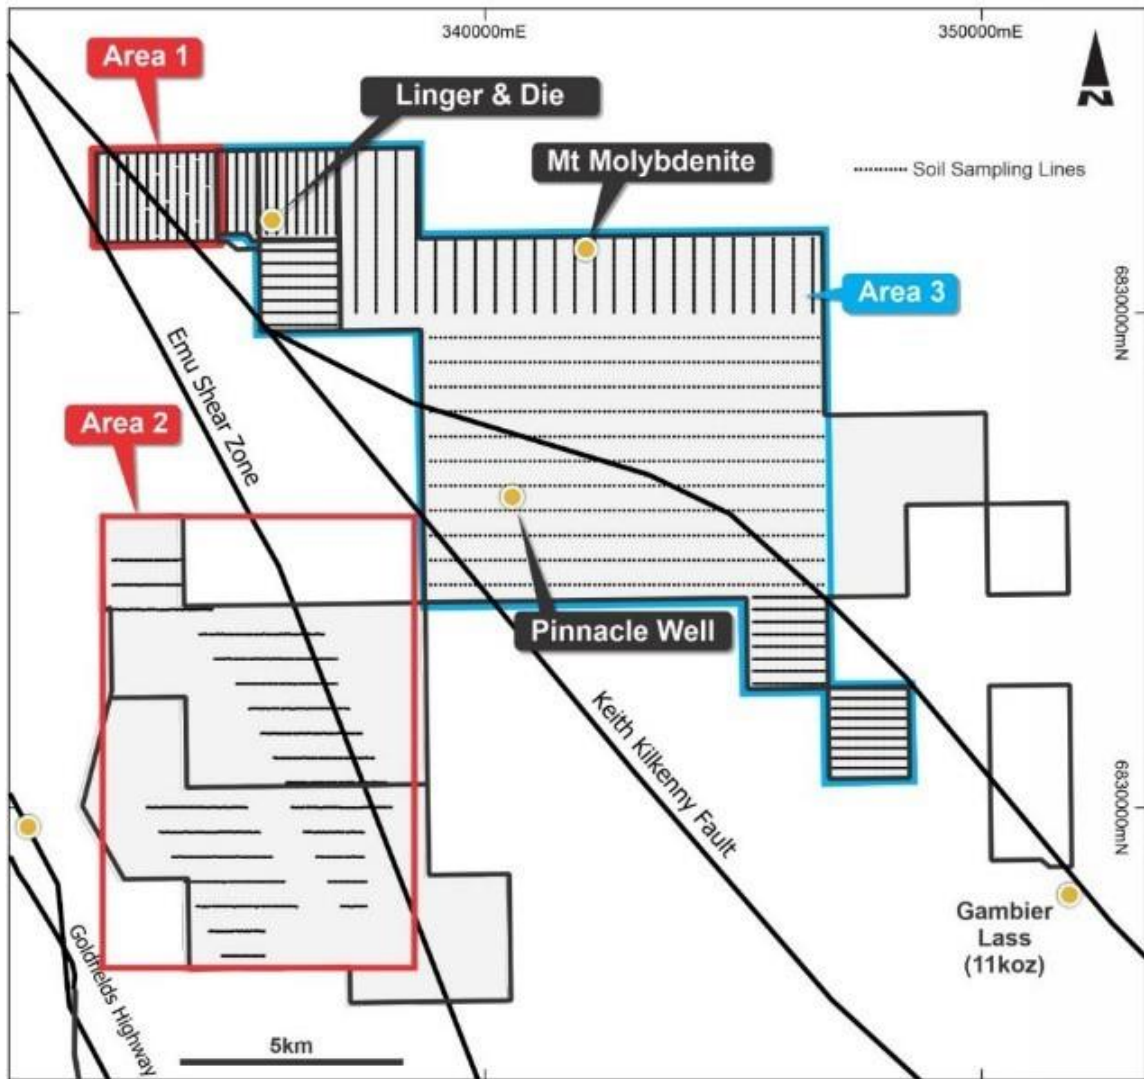 340000mE
350000mE
Area 1
Linger & Die
N
Mt Molybdenite
Soil Sampling Lines
Area 3
6830000mN
Emu Shear Zone
Area 2
Pinnacle Well
Keith Kilkenny Fault
6830000mN
Gambier
Lass
(11koz)
Goldfields Highway
5km